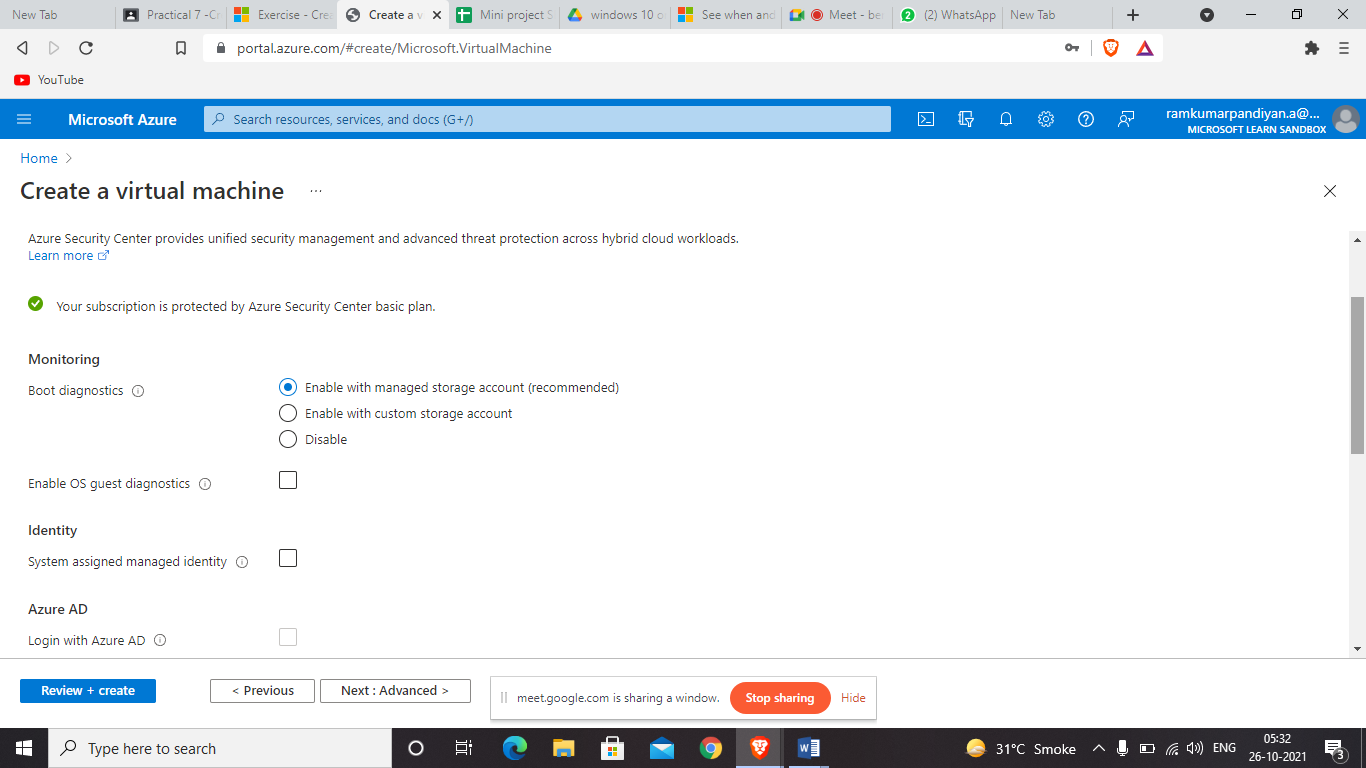 New Tab
Practical 7 -Cr
Exercise - Crea
Create a v
Mini project S
windows 10 o
See when and
Meet - be
(2) WhatsApp
New Tab
portal.azure.com/#create/Microsoft.VirtualMachine
YouTube
Microsoft Azure
Search resources, services, and docs (G+/)
ramkumarpandiyan.a@...
MICROSOFT LEARN SANDBOX
Home >
Create a virtual machine ...
Azure Security Center provides unified security management and advanced threat protection across hybrid cloud workloads.
Learn more
Your subscription is protected by Azure Security Center basic plan.
Monitoring
Boot diagnostics
Enable with managed storage account (recommended)
Enable with custom storage account
Disable
Enable OS guest diagnostics
Identity
System assigned managed identity
Azure AD
Login with Azure AD
Review + create
< Previous
Next : Advanced >
meet.google.com is sharing a window.
Stop sharing
Hide
Type here to search
31°C Smoke
ENG
05:32
26-10-2021
3